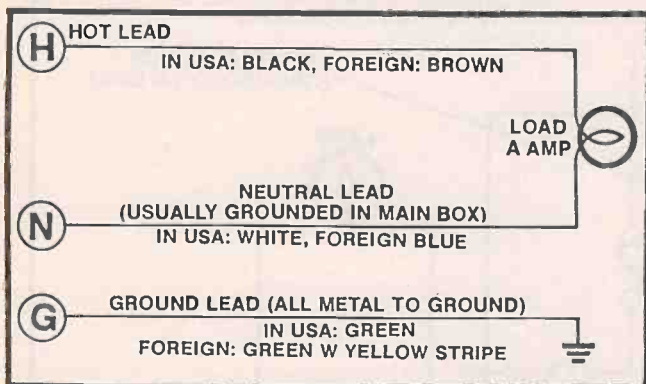 H
HOT LEAD
IN USA: BLACK, FOREIGN: BROWN
LOAD
A AMP
N
NEUTRAL LEAD
(USUALLY GROUNDED IN MAIN BOX)
IN USA: WHITE, FOREIGN BLUE
G
GROUND LEAD (ALL METAL TO GROUND)
IN USA: GREEN
FOREIGN: GREEN W YELLOW STRIPE